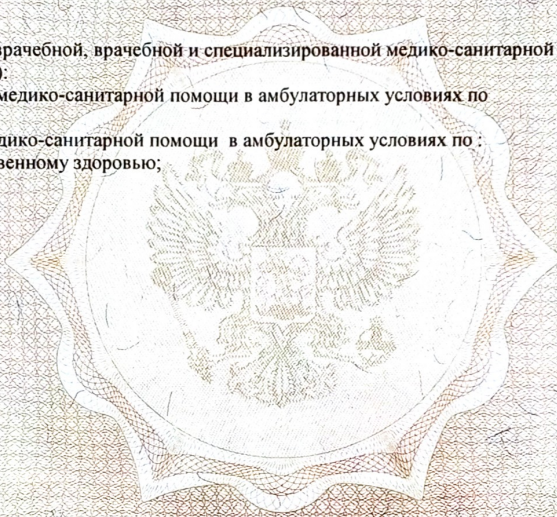 врачебной, врачебной и специализированной медико-санитарной
):
медико-санитарной помощи в амбулаторных условиях по
дико-санитарной помощи в амбулаторных условиях по :
венному здоровью;